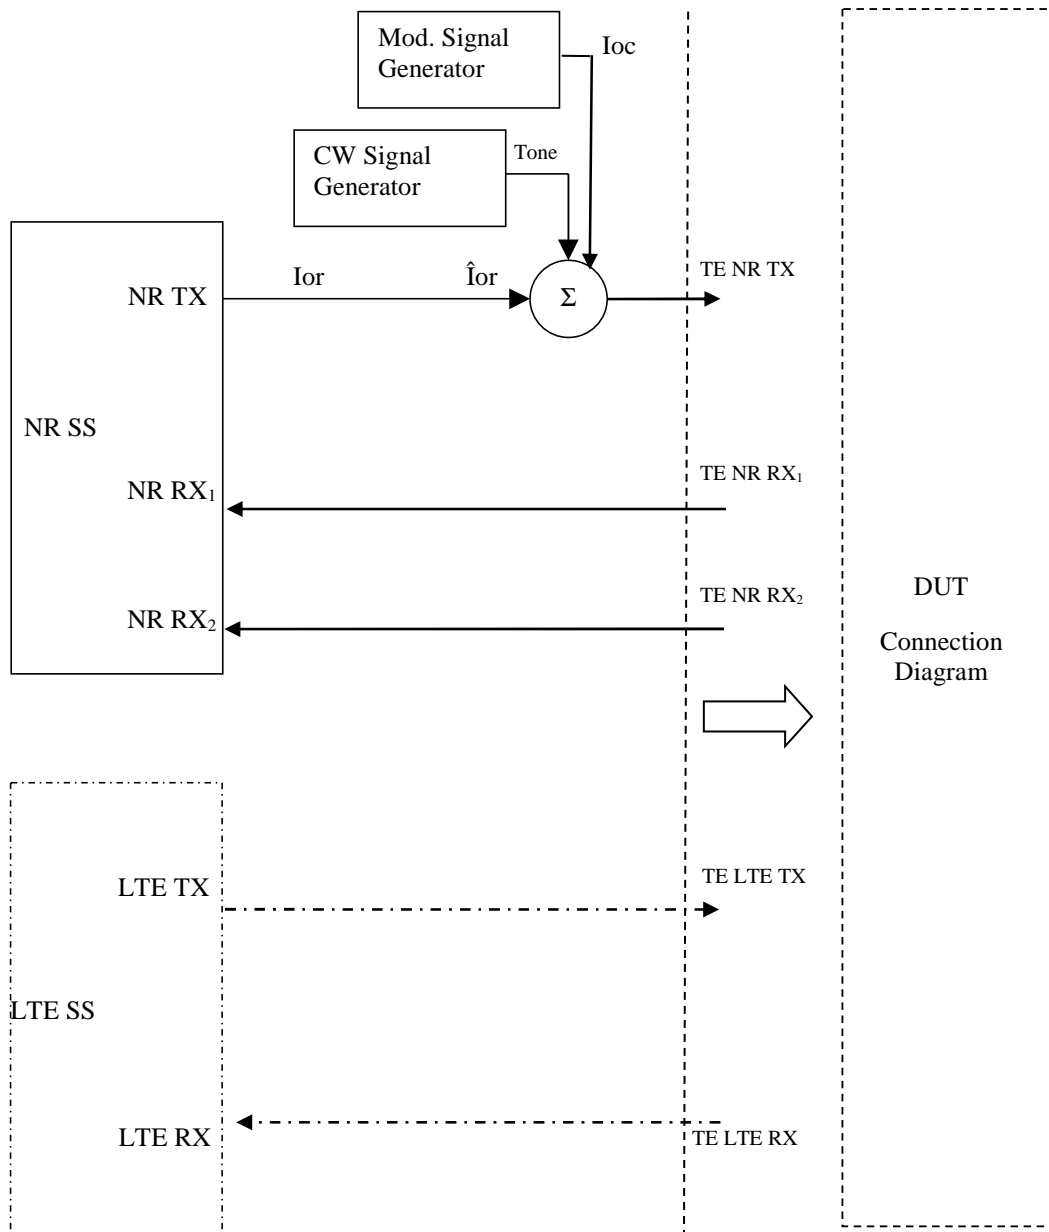 Mod. Signal
Generator
Ioc
CW Signal
Generator
Tone
NR TX
Ior
Îor
Σ
TE NR TX
NR SS
NR RX₁
TE NR RX₁
NR RX₂
TE NR RX₂
DUT
Connection
Diagram
LTE TX
TE LTE TX
LTE SS
LTE RX
TE LTE RX